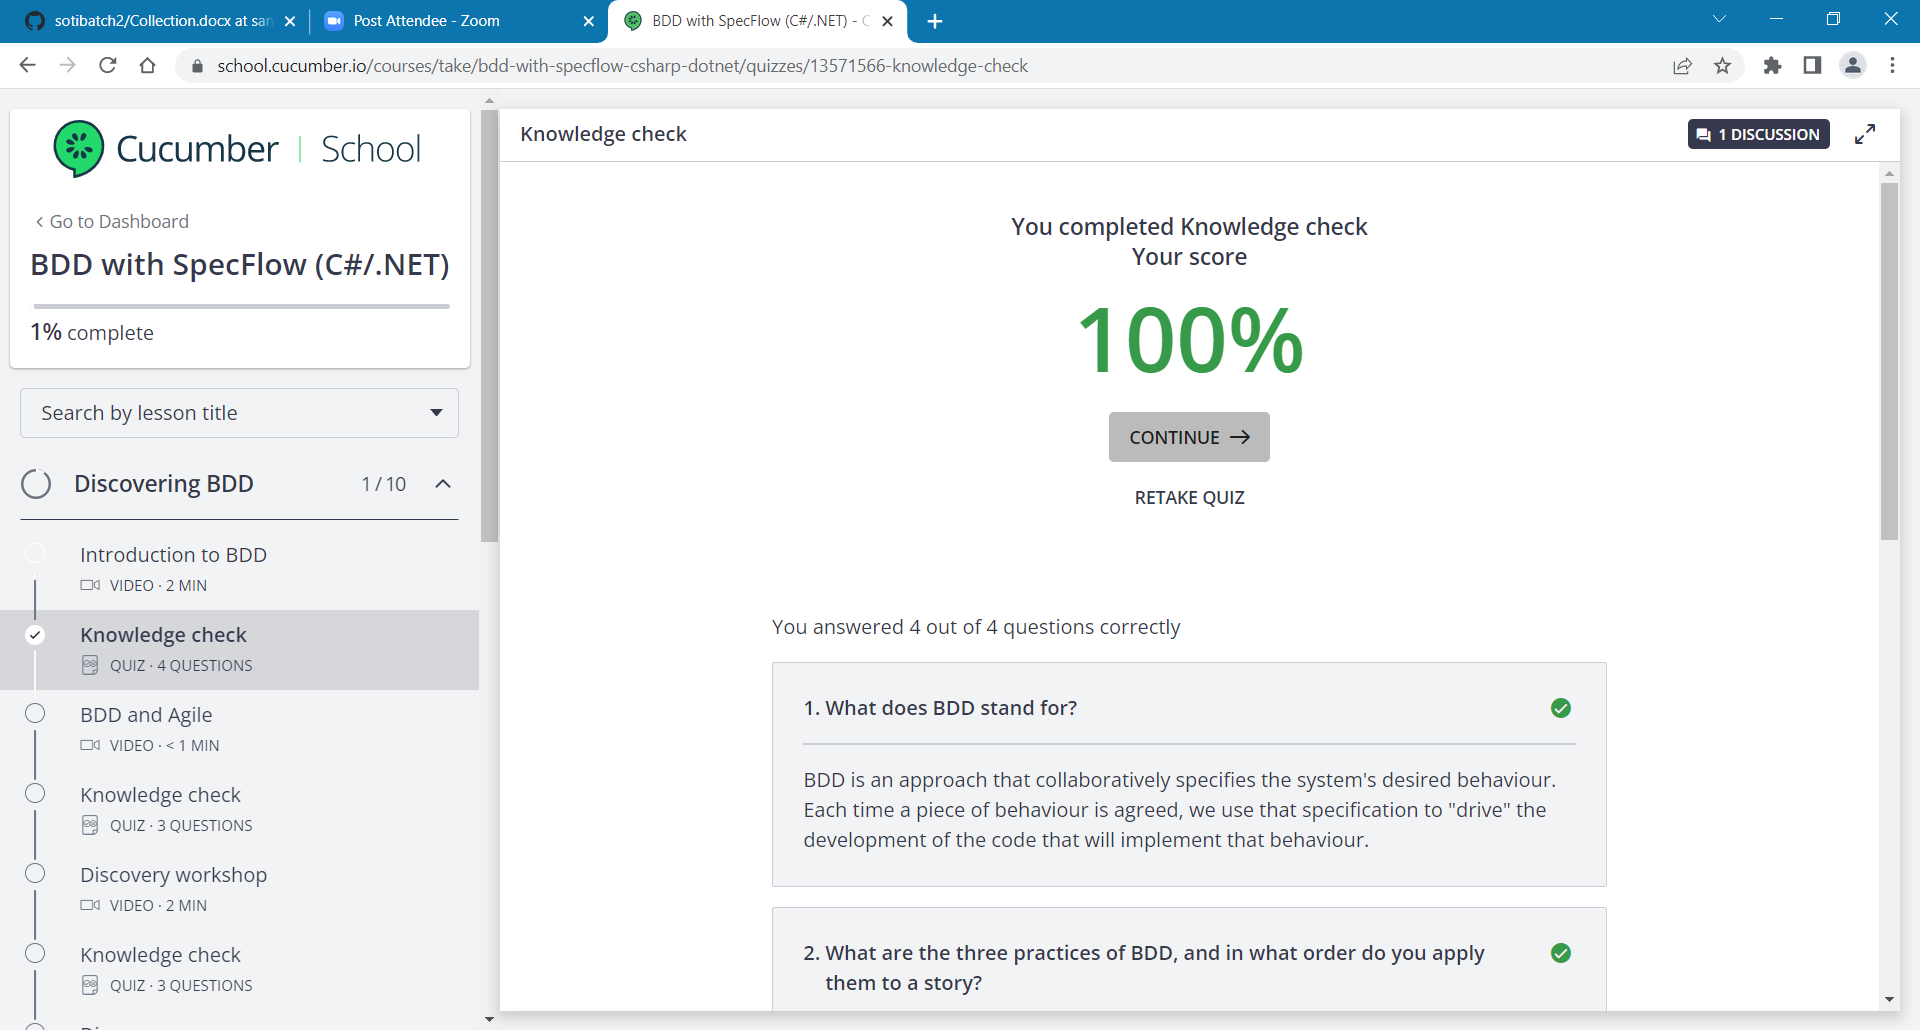 sotibatch2/Collection.docx at san
Post Attendee - Zoom
BDD with SpecFlow (C#/.NET) - C
school.cucumber.io/courses/take/bdd-with-specflow-csharp-dotnet/quizzes/13571566-knowledge-check
Cucumber | School
Go to Dashboard
BDD with SpecFlow (C#/.NET)
1% complete
Search by lesson title
Discovering BDD 1 / 10
Introduction to BDD
VIDEO · 2 MIN
Knowledge check
QUIZ · 4 QUESTIONS
BDD and Agile
VIDEO · < 1 MIN
Knowledge check
QUIZ · 3 QUESTIONS
Discovery workshop
VIDEO · 2 MIN
Knowledge check
QUIZ · 3 QUESTIONS
Knowledge check
1 DISCUSSION
You completed Knowledge check
Your score
100%
CONTINUE
RETAKE QUIZ
You answered 4 out of 4 questions correctly
1. What does BDD stand for?
BDD is an approach that collaboratively specifies the system's desired behaviour.
Each time a piece of behaviour is agreed, we use that specification to "drive" the
development of the code that will implement that behaviour.
2. What are the three practices of BDD, and in what order do you apply
them to a story?